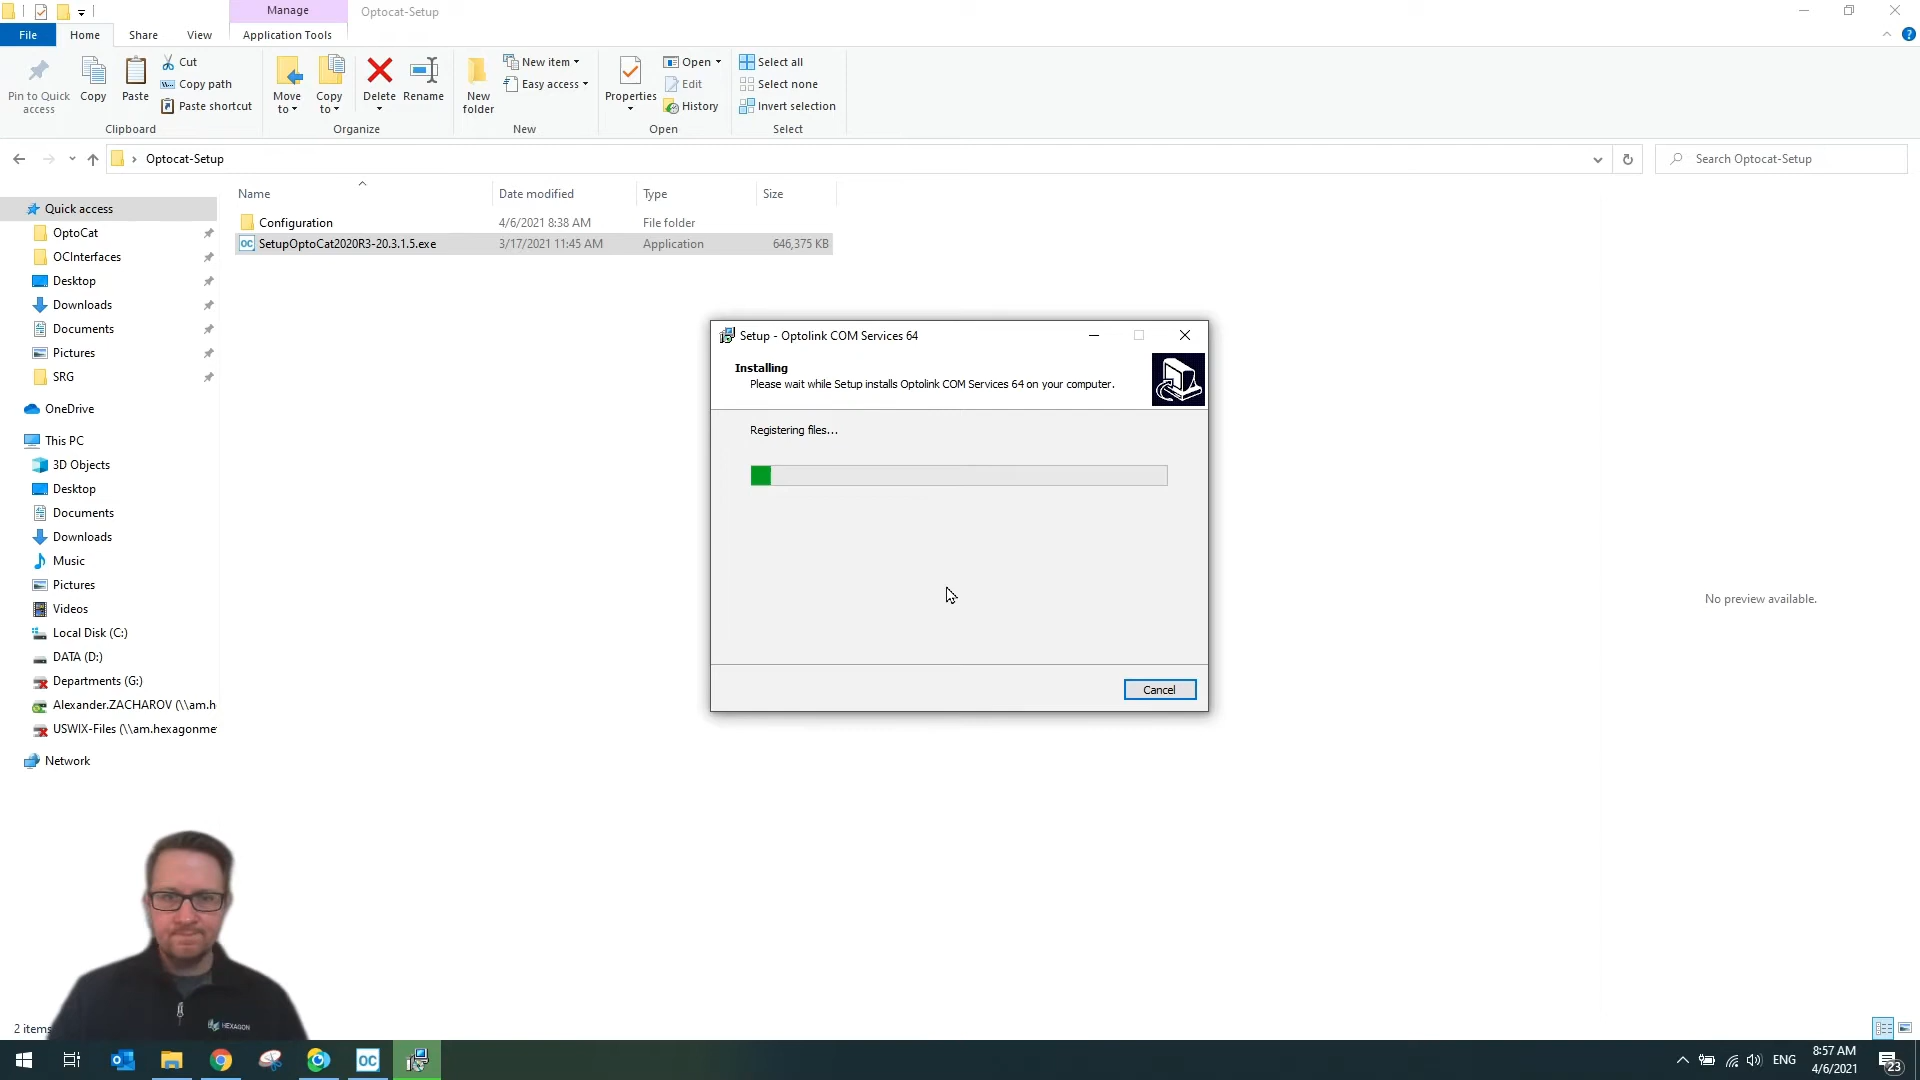 Manage
Optocat-Setup
File
Home
Share
View
Application Tools
Pin to Quick access
Copy
Paste
Cut
Copy path
Paste shortcut
Clipboard
Move to
Copy to
Delete
Rename
Organize
New folder
New item
Easy access
New
Properties
Open
Edit
History
Open
Select all
Select none
Invert selection
Select
Optocat-Setup
Search Optocat-Setup
Name
Date modified
Type
Size
Configuration
4/6/2021 8:38 AM
File folder
OC SetupOptoCat2020R3-20.3.1.5.exe
3/17/2021 11:45 AM
Application
646,375 KB
Quick access
OptoCat
OCInterfaces
Desktop
Downloads
Documents
Pictures
SRG
OneDrive
This PC
3D Objects
Desktop
Documents
Downloads
Music
Pictures
Videos
Local Disk (C:)
DATA (D:)
Departments (G:)
Alexander.ZACHAROV (\\am.h
USWIX-Files (\\am.hexagonme
Network
Setup - Optolink COM Services 64
Installing
Please wait while Setup installs Optolink COM Services 64 on your computer.
Registering files...
Cancel
No preview available.
HEXAGON
2 items
OC
ENG
8:57 AM
4/6/2021
23